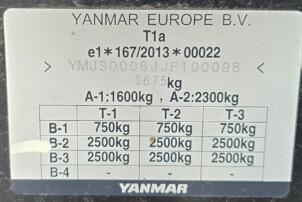 YANMAR EUROPE B.V.
T1a
e1*167/2013*00022
YMJS0008JJF100098
3675kg
A-1:1600kg , A-2:2300kg
T-1 T-2 T-3
B-1 750kg 750kg 750kg
B-2 2500kg 2500kg 2500kg
B-3 2500kg 2500kg 2500kg
B-4 - - -
YANMAR